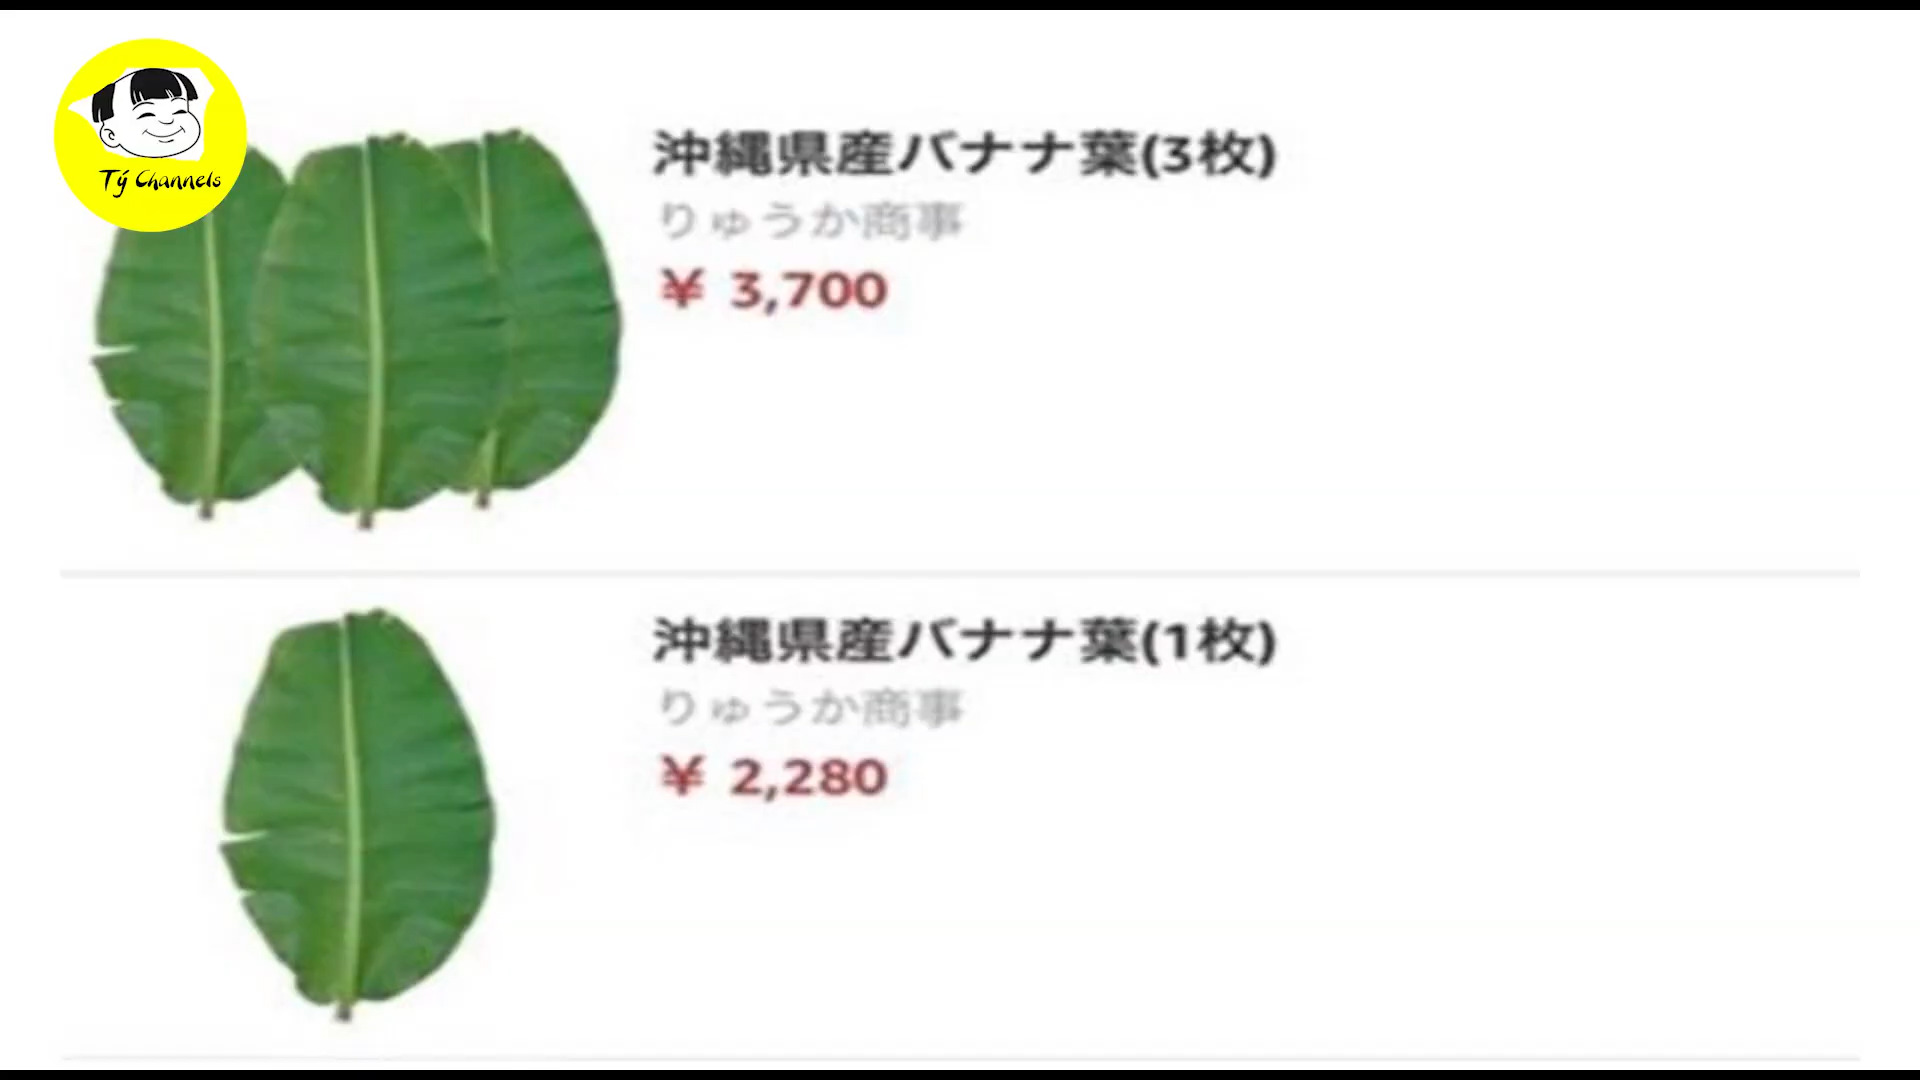 Tý Channels
沖縄県産バナナ葉(3枚)
りゅうか商事
¥ 3,700
沖縄県産バナナ葉(1枚)
りゅうか商事
¥ 2,280